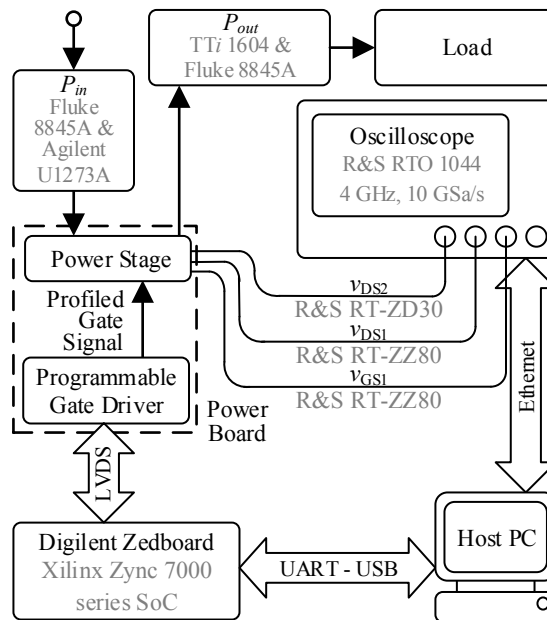 P_out
TTi 1604 &
Fluke 8845A
Load
P_in
Fluke
8845A &
Agilent
U1273A
Oscilloscope
R&S RTO 1044
4 GHz, 10 GSa/s
Power Stage
v_DS2
R&S RT-ZD30
v_DS1
R&S RT-ZZ80
v_GS1
R&S RT-ZZ80
Profiled
Gate
Signal
Programmable
Gate Driver
Power
Board
Ethernet
LVDS
Digilent Zedboard
Xilinx Zync 7000
series SoC
UART - USB
Host PC